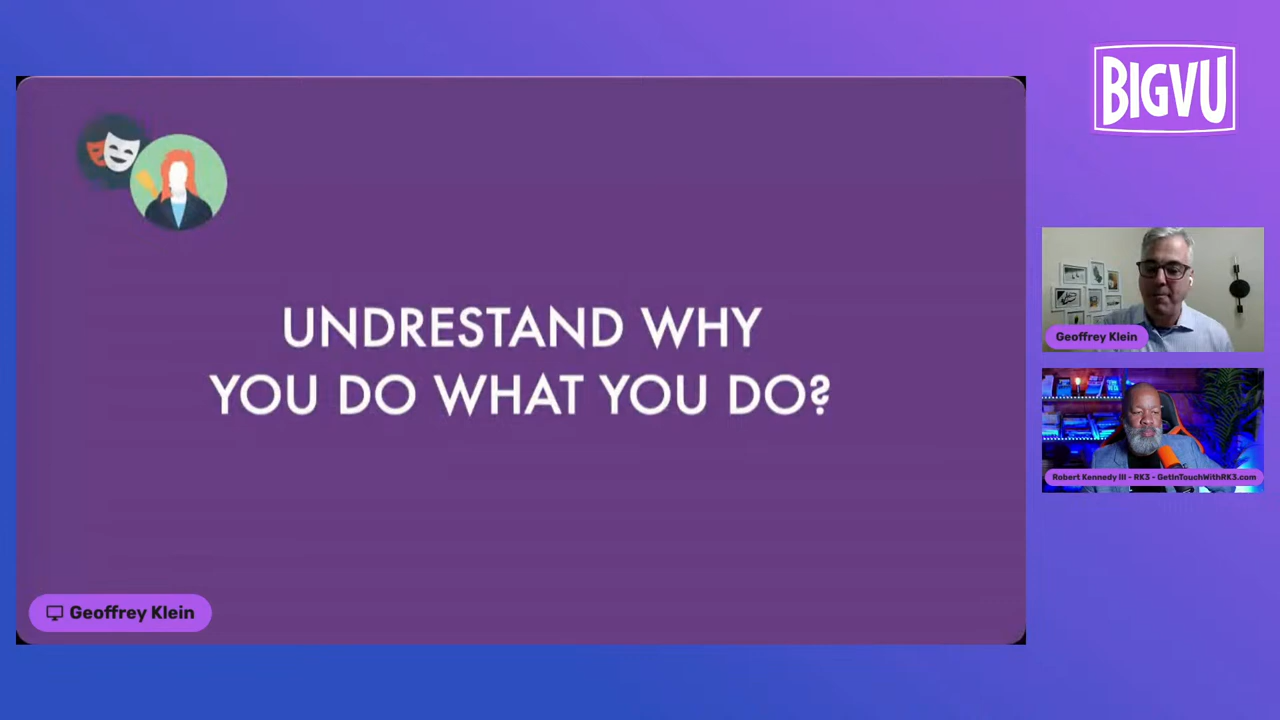 BIGVU
UNDRESTAND WHY
YOU DO WHAT YOU DO?
Geoffrey Klein
Robert Kennedy III - RK3 - GetInTouchWithRK3.com
Geoffrey Klein